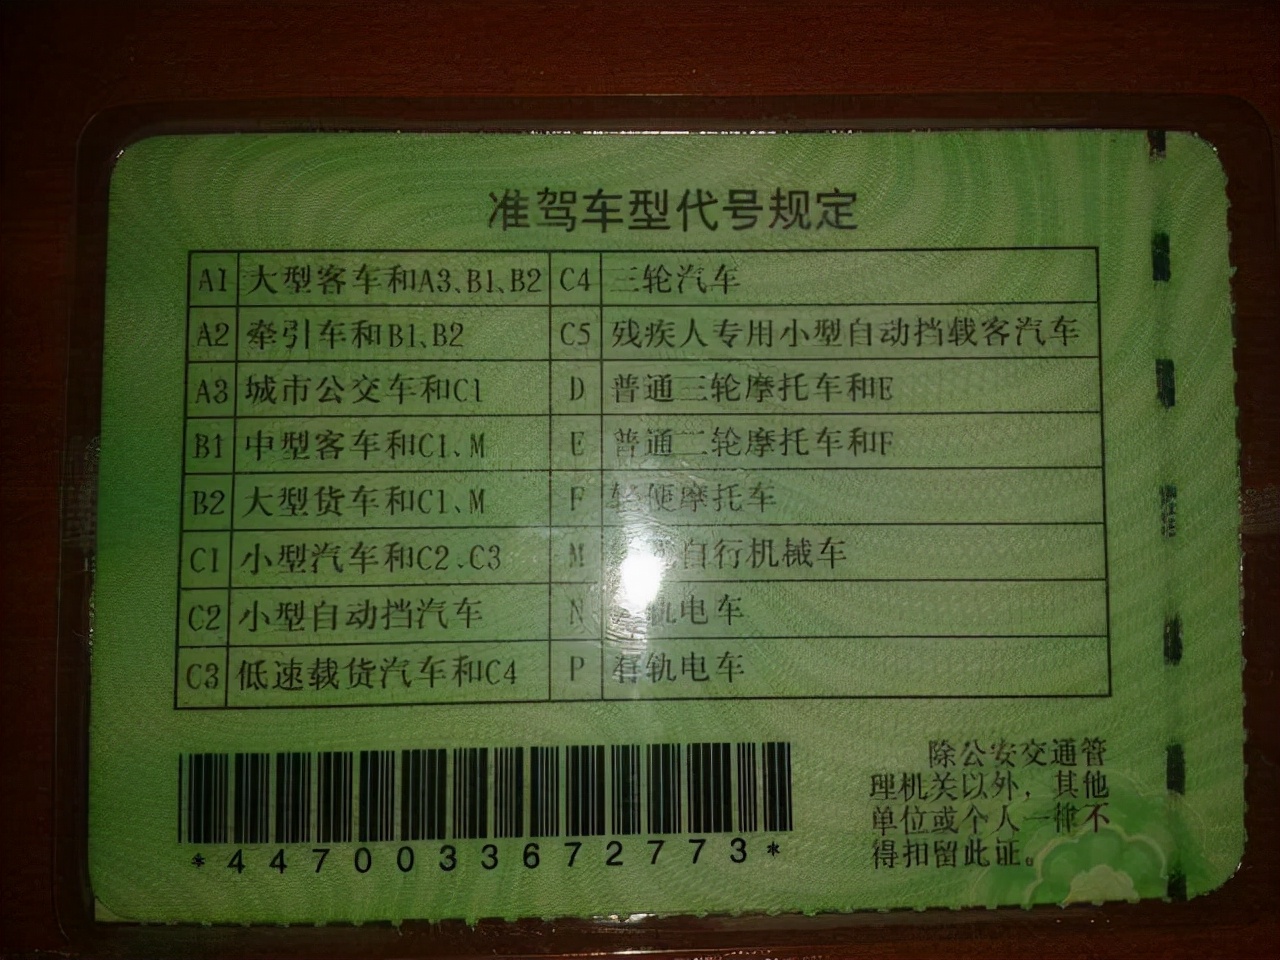 准驾车型代号规定
A1 大型客车和A3、B1、B2 C4 三轮汽车
A2 牵引车和B1、B2 C5 残疾人专用小型自动挡载客汽车
A3 城市公交车和C1 D 普通三轮摩托车和E
B1 中型客车和C1、M E 普通二轮摩托车和F
B2 大型货车和C1、M F 轻便摩托车
C1 小型汽车和C2、C3 M 自行机械车
C2 小型自动挡汽车 N 轨电车
C3 低速载货汽车和C4 P 有轨电车
*4470033672773*
除公安交通管
理机关以外，其他
单位或个人一律不
得扣留此证。